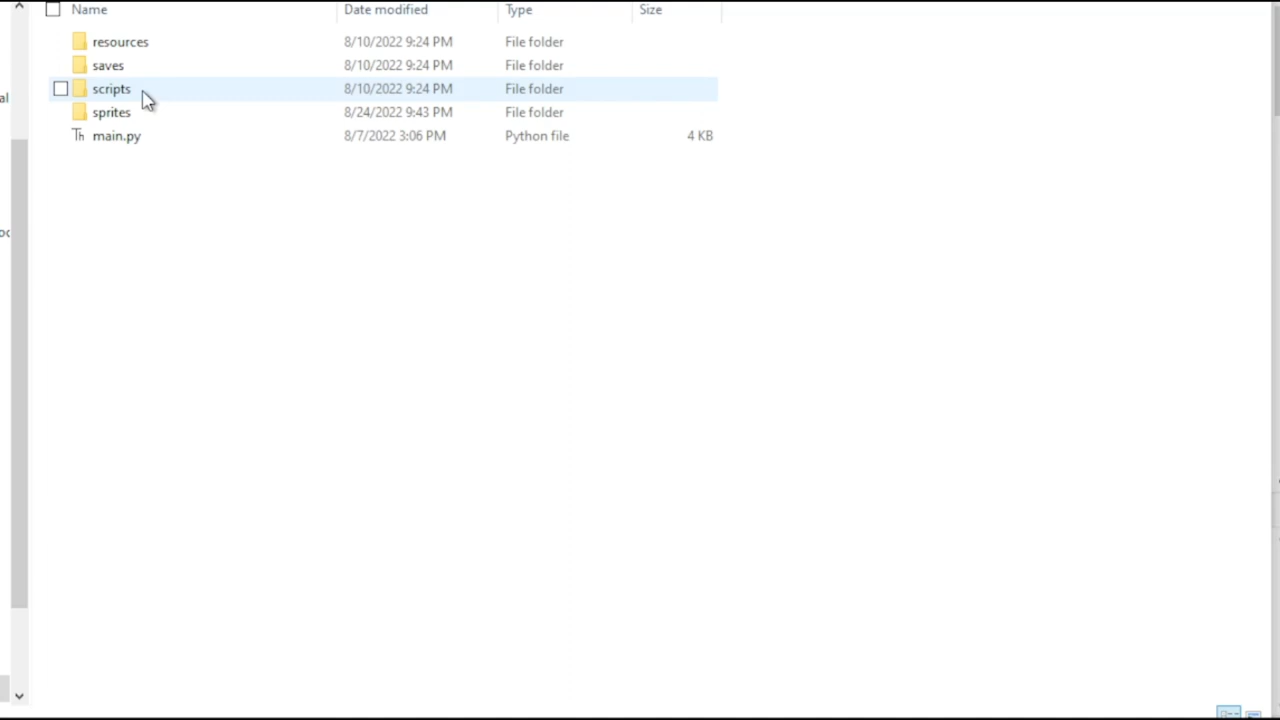 Name Date modified Type Size
resources 8/10/2022 9:24 PM File folder
al
saves 8/10/2022 9:24 PM File folder
scripts 8/10/2022 9:24 PM File folder
sprites 8/24/2022 9:43 PM File folder
main.py 8/7/2022 3:06 PM Python file 4 KB